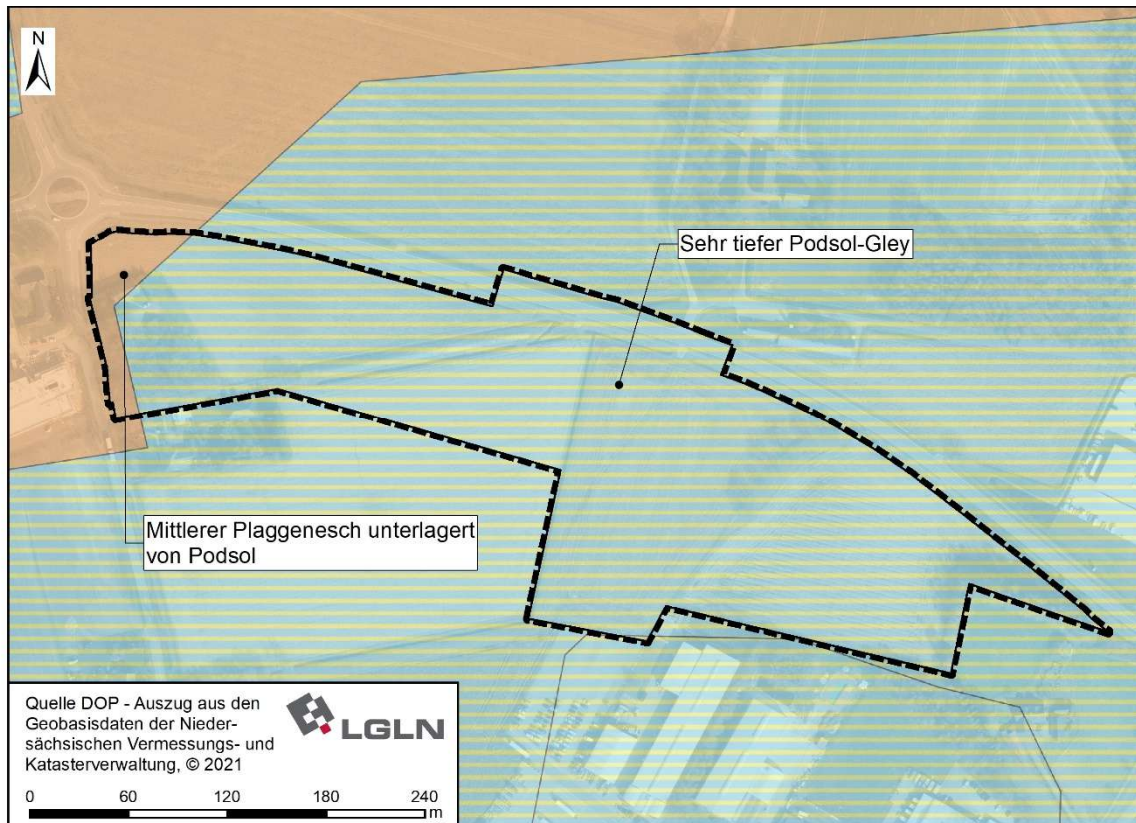 N
Sehr tiefer Podsol-Gley
Mittlerer Plaggenesch unterlagert
von Podsol
Quelle DOP - Auszug aus den
Geobasisdaten der Nieder-
sächsischen Vermessungs- und
Katasterverwaltung, © 2021
LGLN
0 60 120 180 240
m